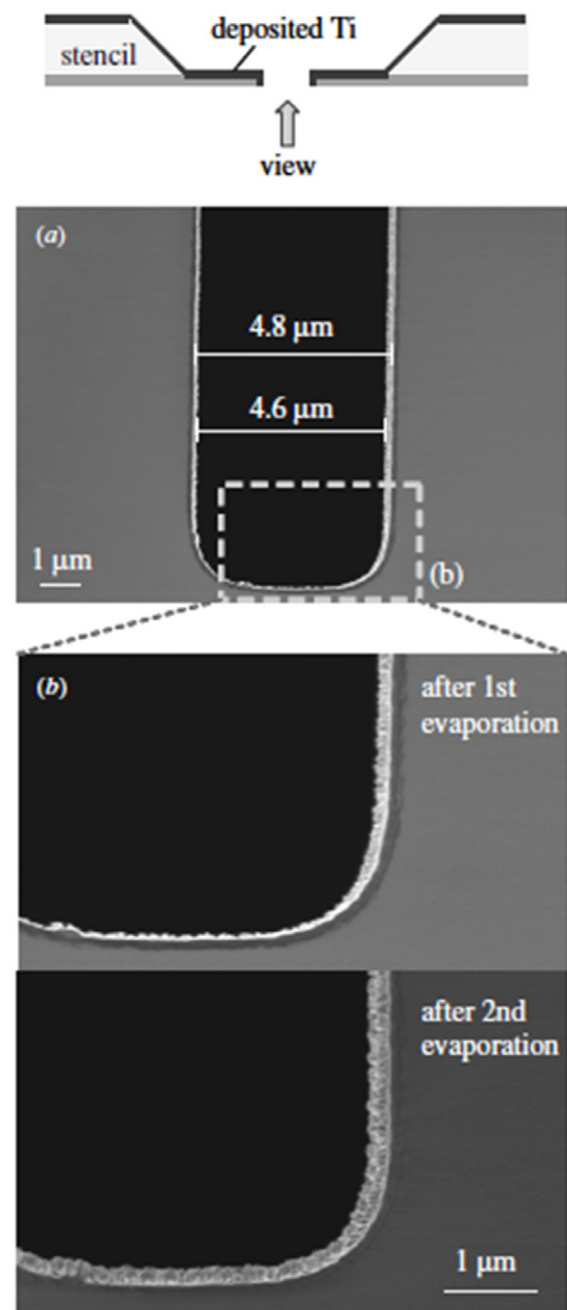 deposited Ti
stencil
view
(a)
4.8 μm
4.6 μm
1 μm
(b)
(b)
after 1st
evaporation
after 2nd
evaporation
1 μm